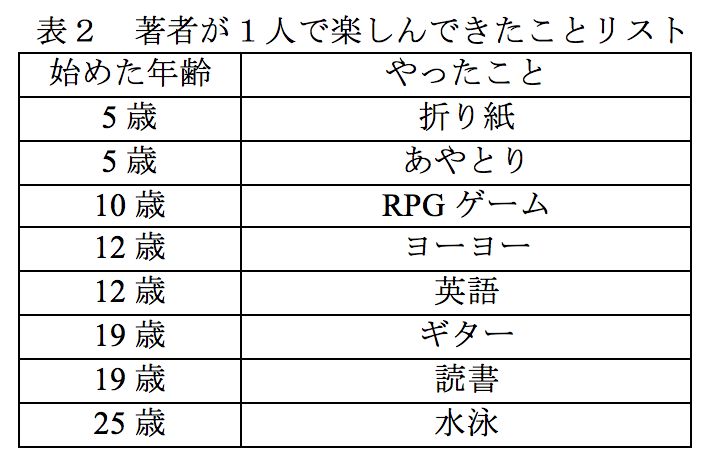 表２　著者が１人で楽しんできたことリスト
始めた年齢 やったこと
5 歳 折り紙
5 歳 あやとり
10 歳 RPG ゲーム
12 歳 ヨーヨー
12 歳 英語
19 歳 ギター
19 歳 読書
25 歳 水泳